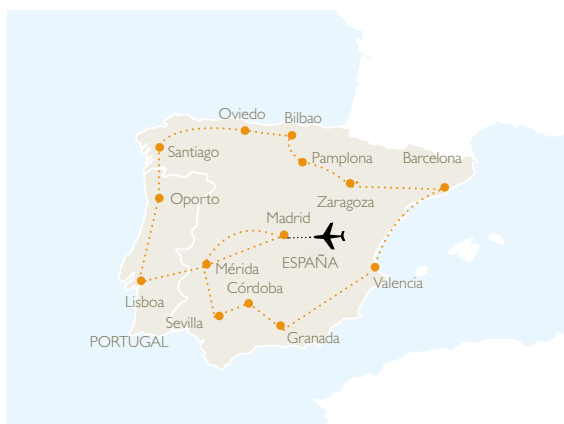 Oviedo
Bilbao
Santiago
Pamplona
Barcelona
Oporto
Zaragoza
Madrid
ESPAÑA
Mérida
Valencia
Córdoba
Lisboa
Sevilla
Granada
PORTUGAL